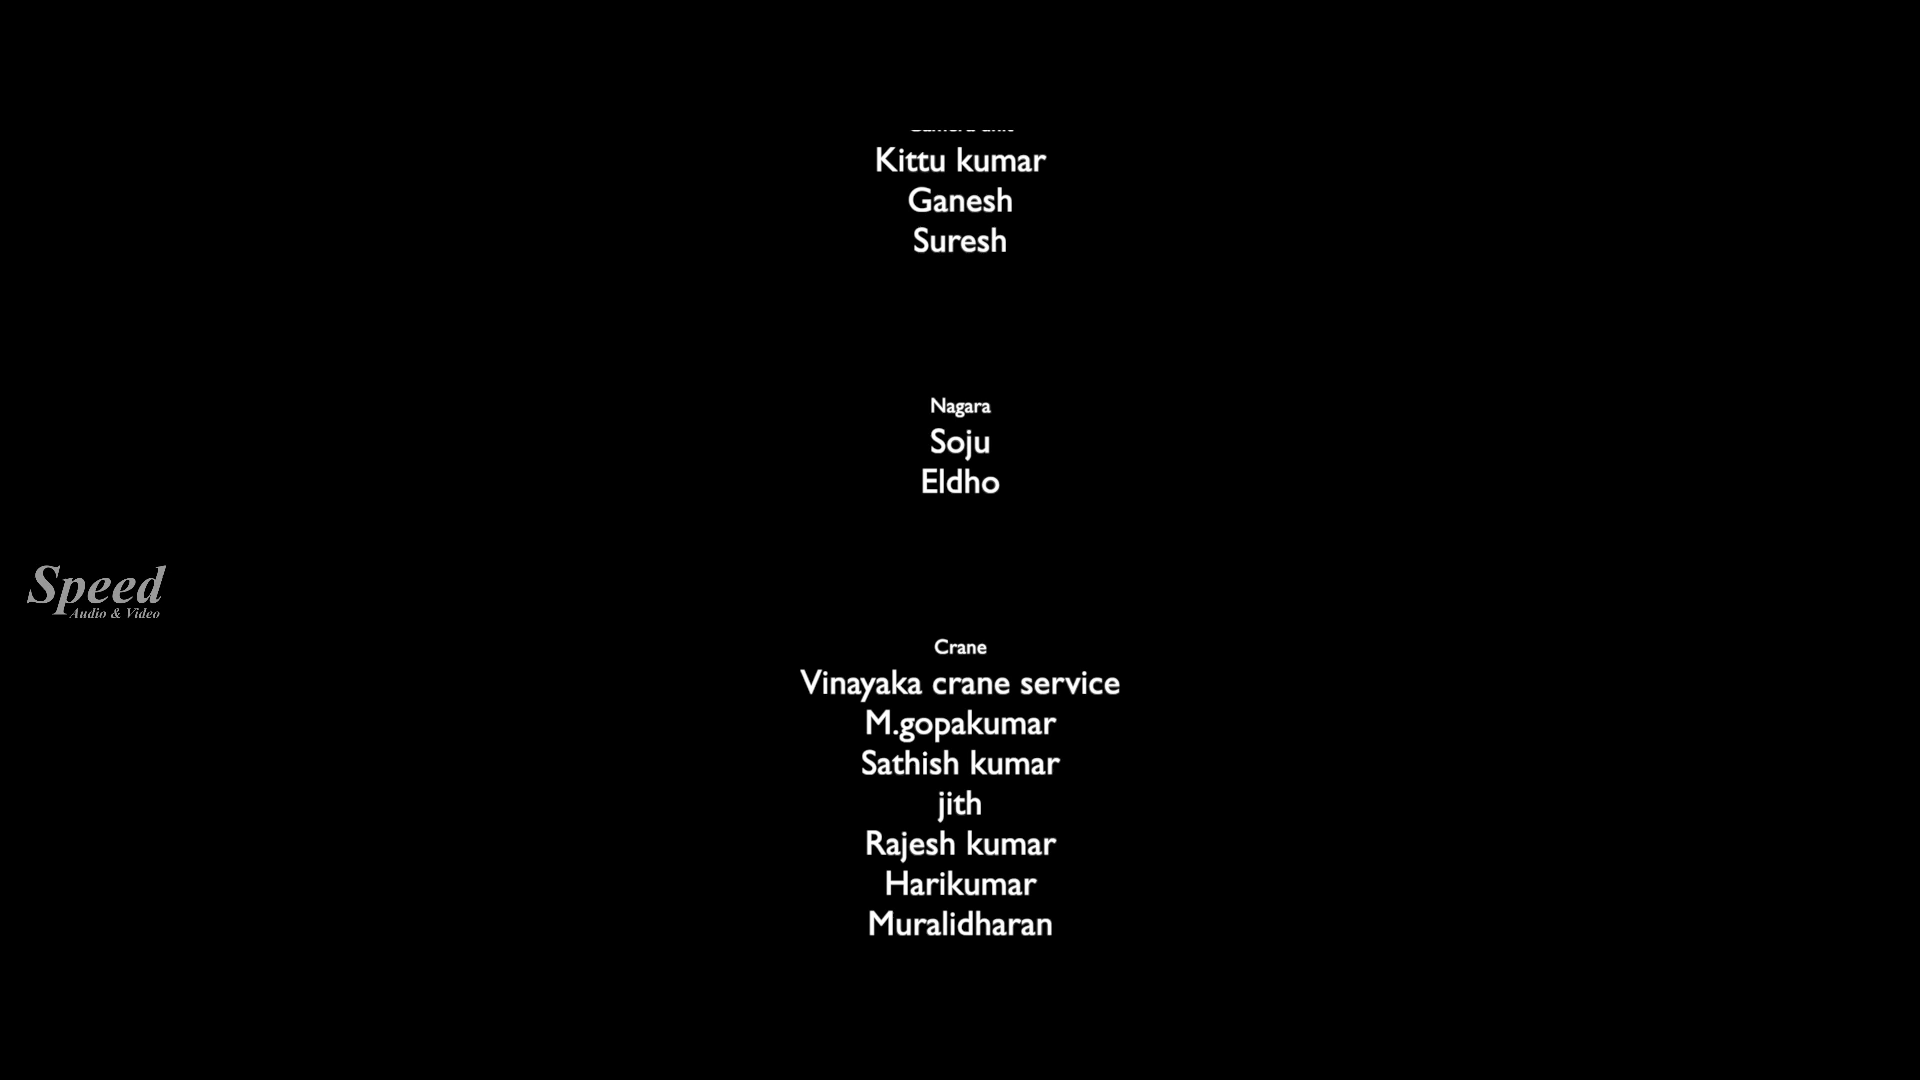 Kittu kumar
Ganesh
Suresh
Nagara
Soju
Eldho
Speed
Audio & Video
Crane
Vinayaka crane service
M.gopakumar
Sathish kumar
jith
Rajesh kumar
Harikumar
Muralidharan